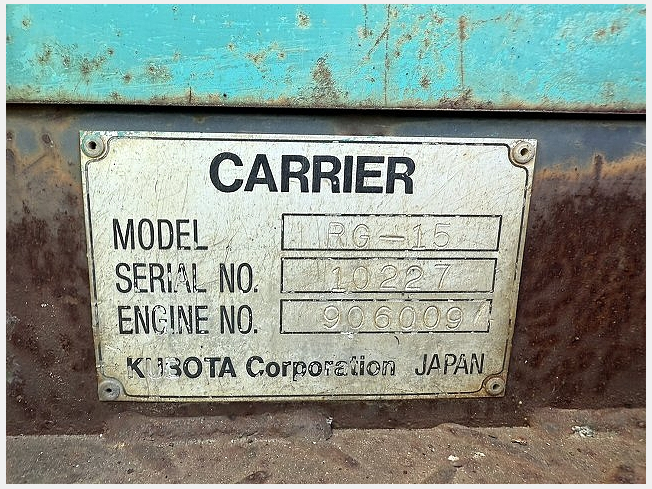 CARRIER
MODEL RG-15
SERIAL NO. 10227
ENGINE NO. 906009
KUBOTA Corporation JAPAN